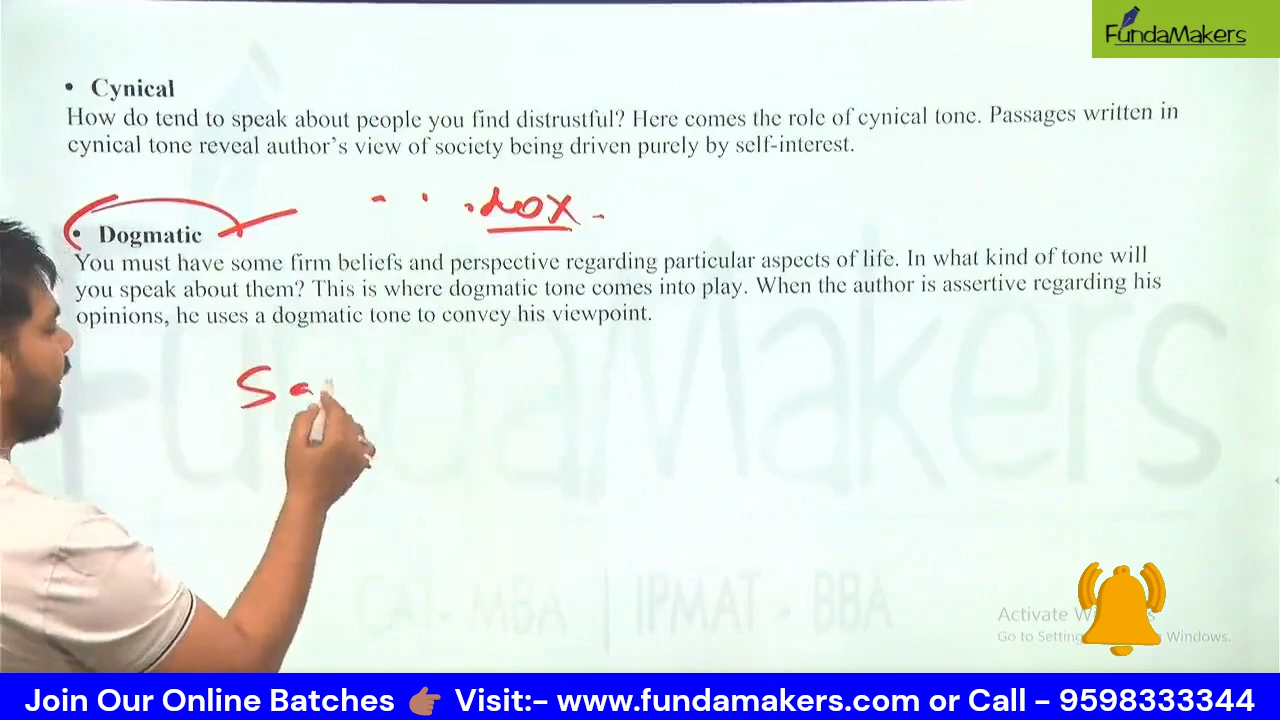 FundaMakers
• Cynical
How do tend to speak about people you find distrustful? Here comes the role of cynical tone. Passages written in
cynical tone reveal author's view of society being driven purely by self-interest.
• Dogmatic
You must have some firm beliefs and perspective regarding particular aspects of life. In what kind of tone will
you speak about them? This is where dogmatic tone comes into play. When the author is assertive regarding his
opinions, he uses a dogmatic tone to convey his viewpoint.
Sa
FundaMakers
CAT - MBA | IPMAT - BBA
Activate
Go to Setting Windows.
Join Our Online Batches 👉🏽 Visit:- www.fundamakers.com or Call - 9598333344